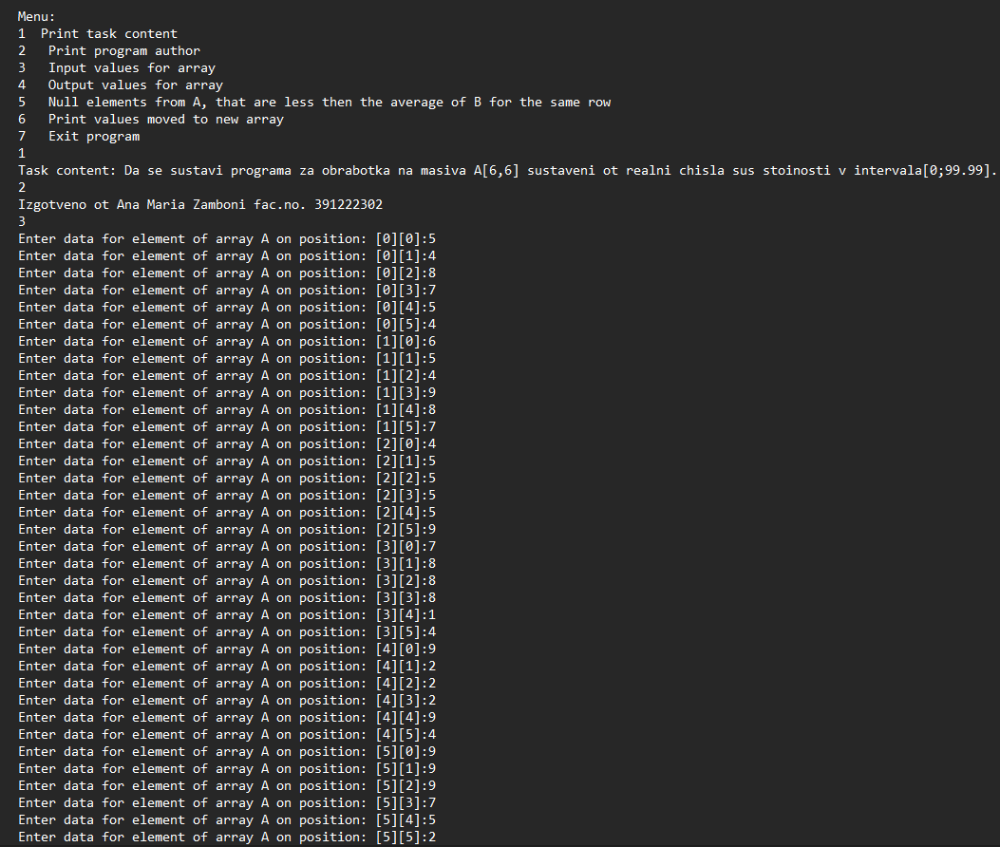 Menu:
1  Print task content
2   Print program author
3   Input values for array
4   Output values for array
5   Null elements from A, that are less then the average of B for the same row
6   Print values moved to new array
7   Exit program
1
Task content: Da se sustavi programa za obrabotka na masiva A[6,6] sustaveni ot realni chisla sus stoinosti v intervala[0;99.99].
2
Izgotveno ot Ana Maria Zamboni fac.no. 391222302
3
Enter data for element of array A on position: [0][0]:5
Enter data for element of array A on position: [0][1]:4
Enter data for element of array A on position: [0][2]:8
Enter data for element of array A on position: [0][3]:7
Enter data for element of array A on position: [0][4]:5
Enter data for element of array A on position: [0][5]:4
Enter data for element of array A on position: [1][0]:6
Enter data for element of array A on position: [1][1]:5
Enter data for element of array A on position: [1][2]:4
Enter data for element of array A on position: [1][3]:9
Enter data for element of array A on position: [1][4]:8
Enter data for element of array A on position: [1][5]:7
Enter data for element of array A on position: [2][0]:4
Enter data for element of array A on position: [2][1]:5
Enter data for element of array A on position: [2][2]:5
Enter data for element of array A on position: [2][3]:5
Enter data for element of array A on position: [2][4]:5
Enter data for element of array A on position: [2][5]:9
Enter data for element of array A on position: [3][0]:7
Enter data for element of array A on position: [3][1]:8
Enter data for element of array A on position: [3][2]:8
Enter data for element of array A on position: [3][3]:8
Enter data for element of array A on position: [3][4]:1
Enter data for element of array A on position: [3][5]:4
Enter data for element of array A on position: [4][0]:9
Enter data for element of array A on position: [4][1]:2
Enter data for element of array A on position: [4][2]:2
Enter data for element of array A on position: [4][3]:2
Enter data for element of array A on position: [4][4]:9
Enter data for element of array A on position: [4][5]:4
Enter data for element of array A on position: [5][0]:9
Enter data for element of array A on position: [5][1]:9
Enter data for element of array A on position: [5][2]:9
Enter data for element of array A on position: [5][3]:7
Enter data for element of array A on position: [5][4]:5
Enter data for element of array A on position: [5][5]:2